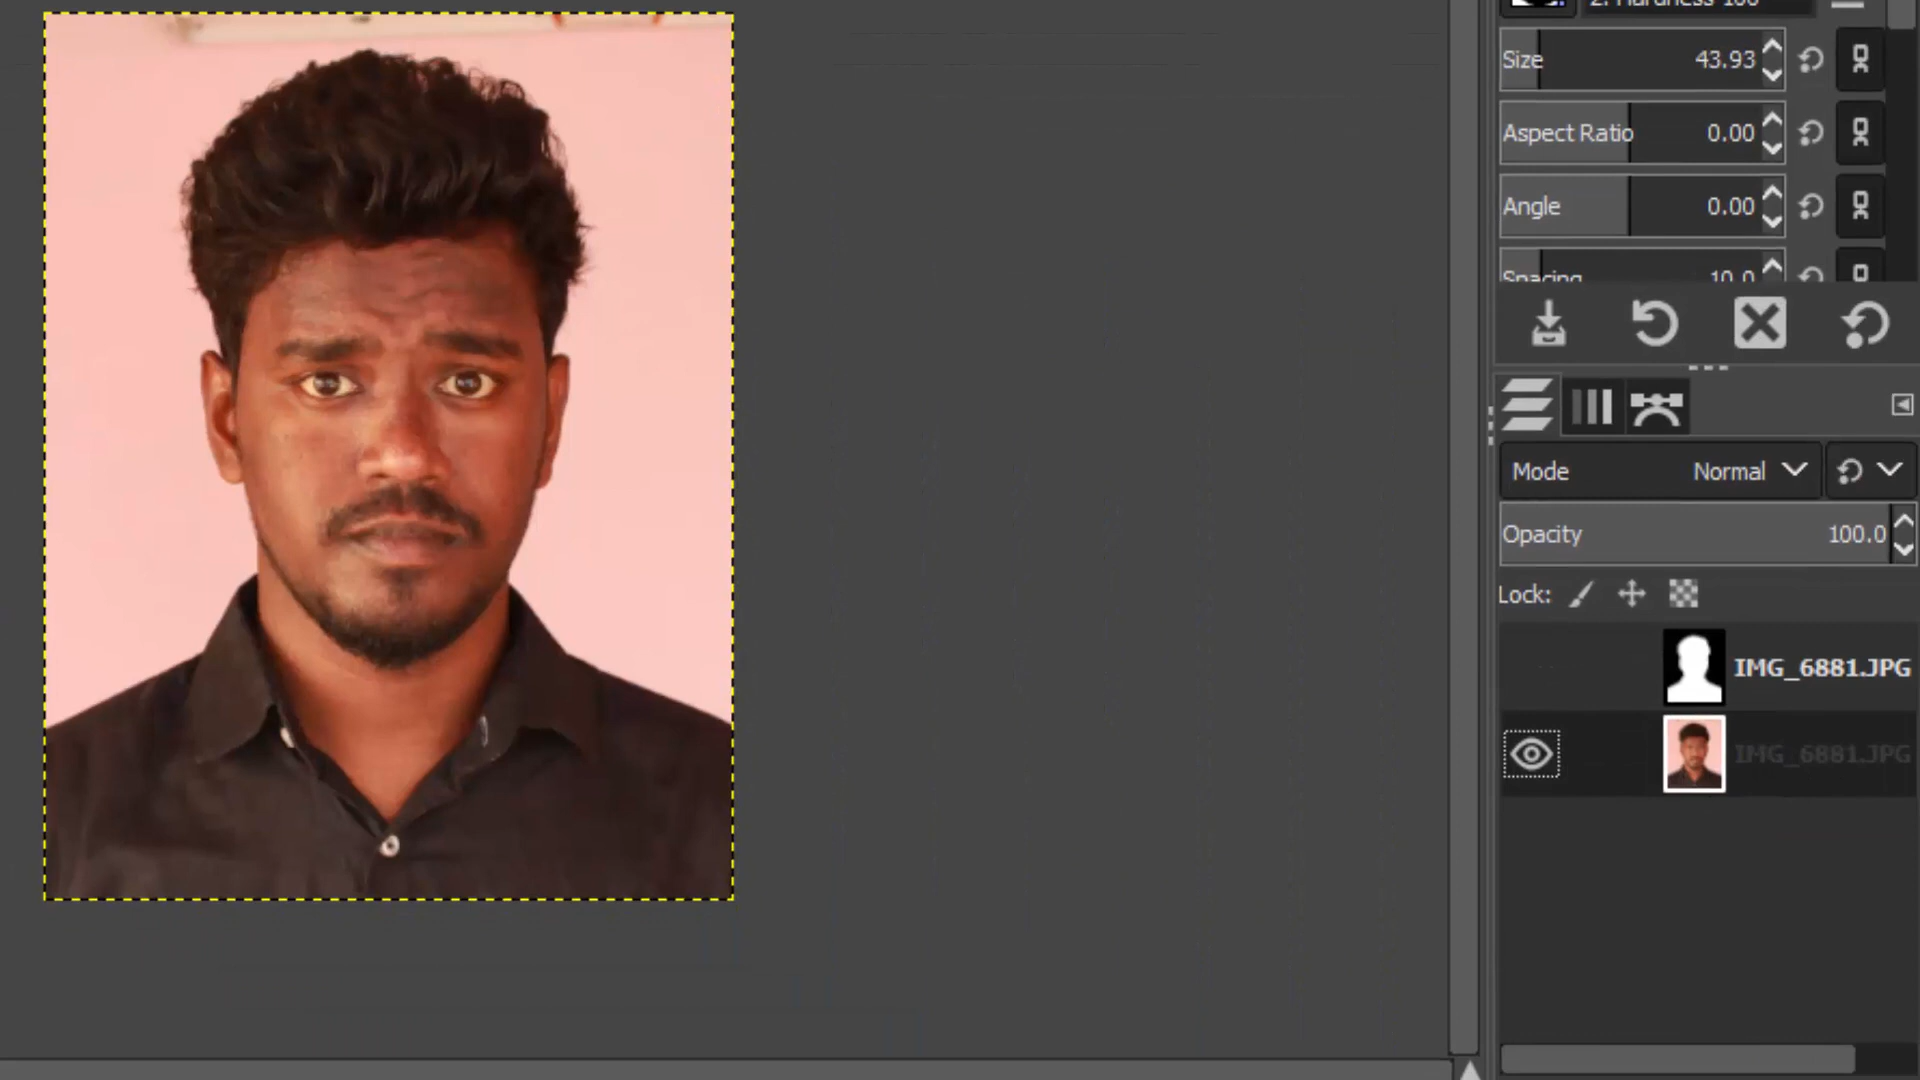 2. Hardness 100
Size 43.93
Aspect Ratio 0.00
Angle 0.00
Spacing 10.0
Mode Normal
Opacity 100.0
Lock:
IMG_6881.JPG
IMG_6881.JPG